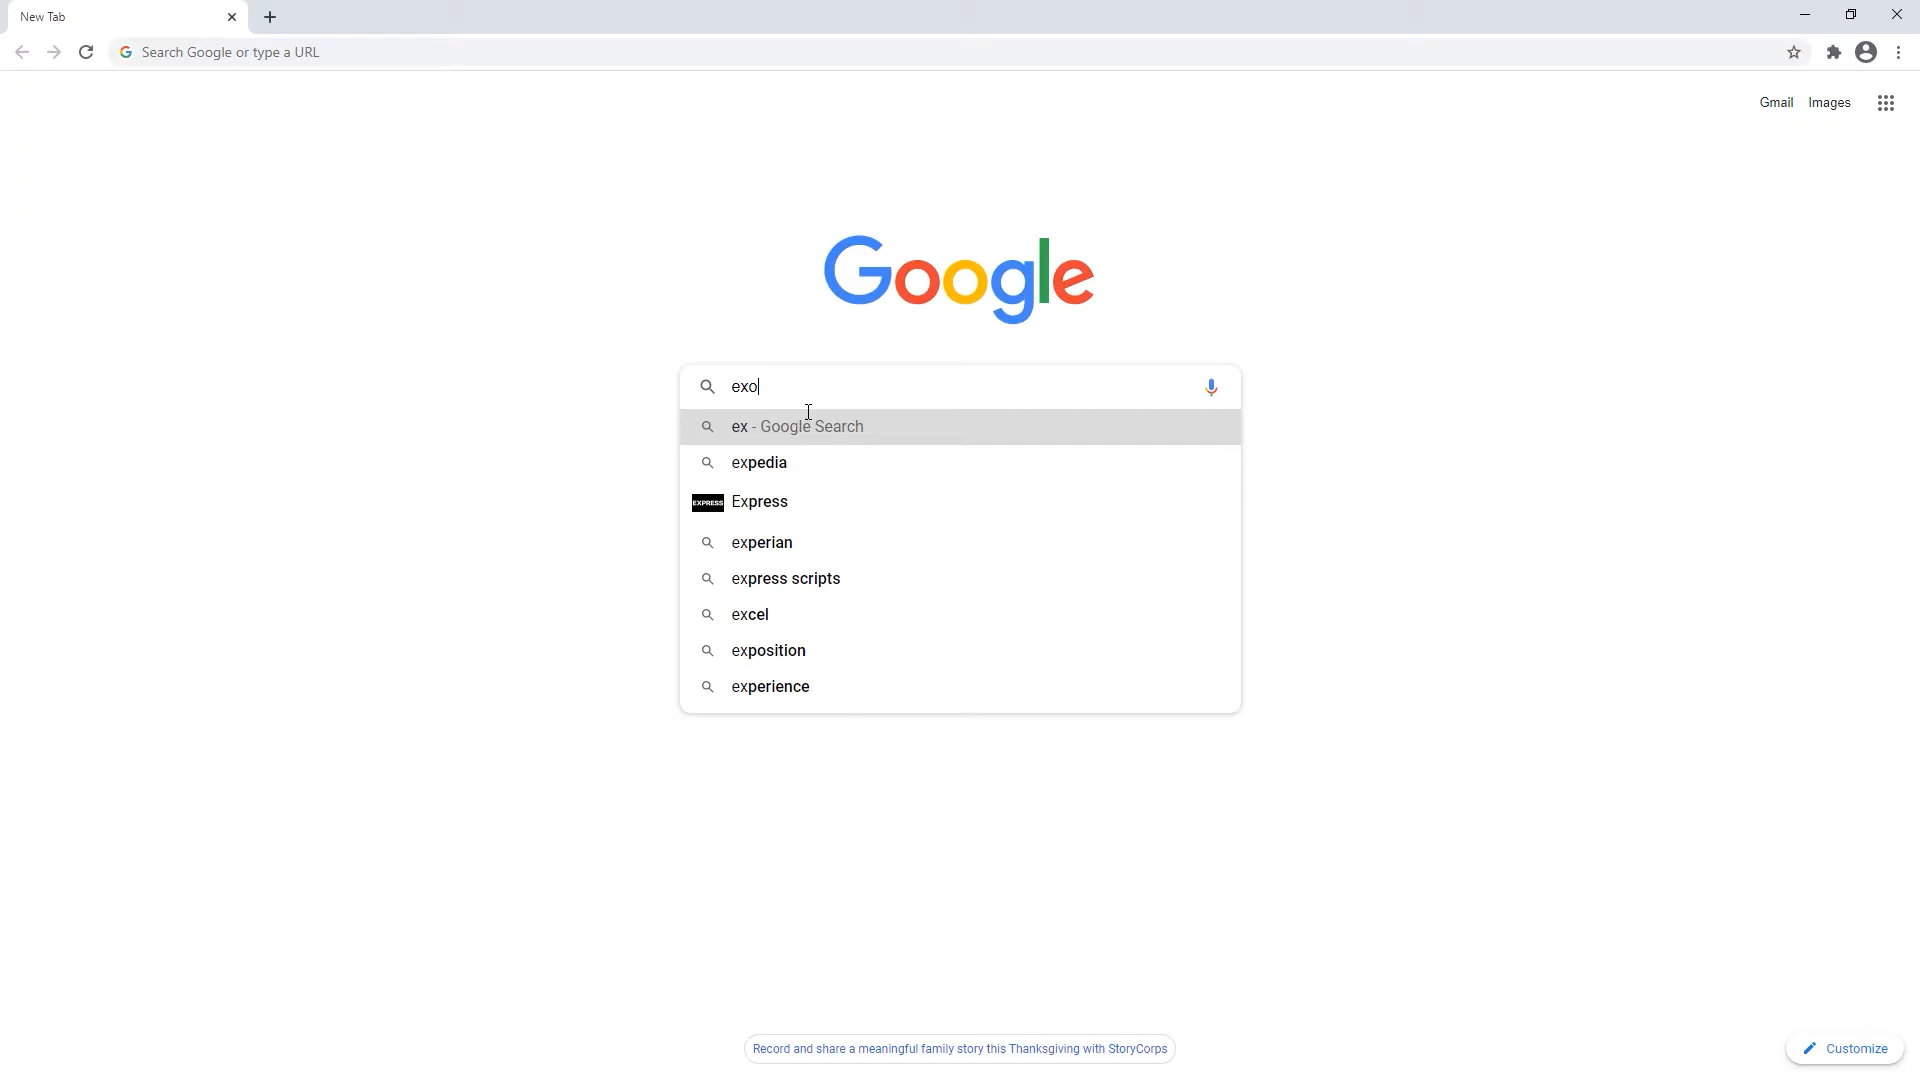 New Tab
Search Google or type a URL
Gmail Images
Google
exo
ex - Google Search
expedia
EXPRESS Express
experian
express scripts
excel
exposition
experience
Record and share a meaningful family story this Thanksgiving with StoryCorps
Customize